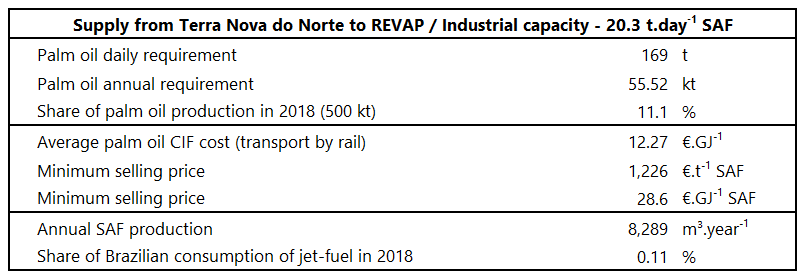 Supply from Terra Nova do Norte to REVAP / Industrial capacity - 20.3 t.day⁻¹ SAF
Palm oil daily requirement 169 t
Palm oil annual requirement 55.52 kt
Share of palm oil production in 2018 (500 kt) 11.1 %
Average palm oil CIF cost (transport by rail) 12.27 €.GJ⁻¹
Minimum selling price 1,226 €.t⁻¹ SAF
Minimum selling price 28.6 €.GJ⁻¹ SAF
Annual SAF production 8,289 m³.year⁻¹
Share of Brazilian consumption of jet-fuel in 2018 0.11 %